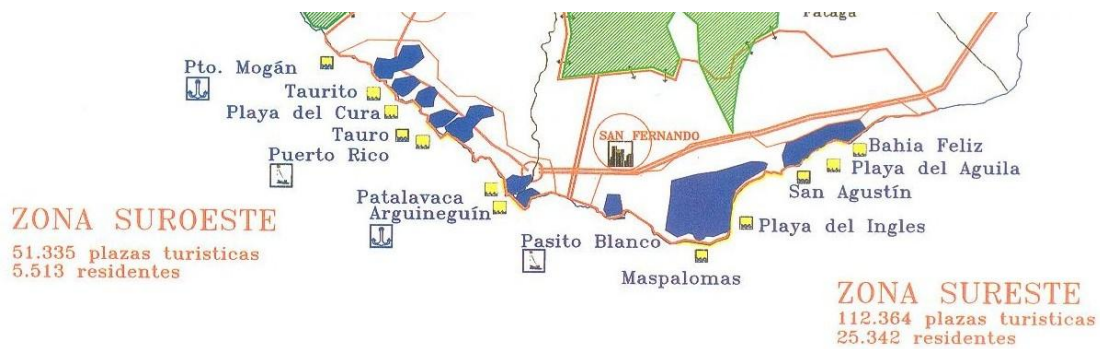 Pataga
Pto. Mogán
Taurito
Playa del Cura
Tauro
Puerto Rico
Patalavaca
Arguineguín
SAN FERNANDO
Bahia Feliz
Playa del Aguila
San Agustín
Playa del Ingles
Pasito Blanco
Maspalomas
ZONA SUROESTE
51.335 plazas turisticas
5.513 residentes
ZONA SURESTE
112.364 plazas turisticas
25.342 residentes